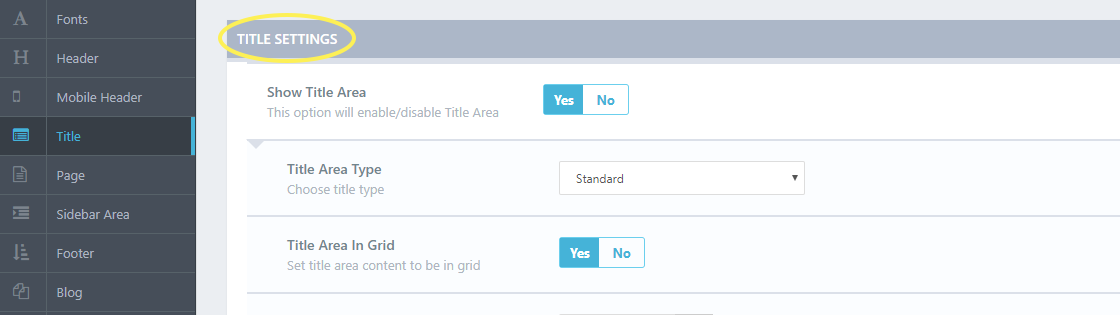 Fonts
Header
Mobile Header
Title
Page
Sidebar Area
Footer
Blog
TITLE SETTINGS
Show Title Area
This option will enable/disable Title Area
Yes No
Title Area Type
Choose title type
Standard
Title Area In Grid
Set title area content to be in grid
Yes No